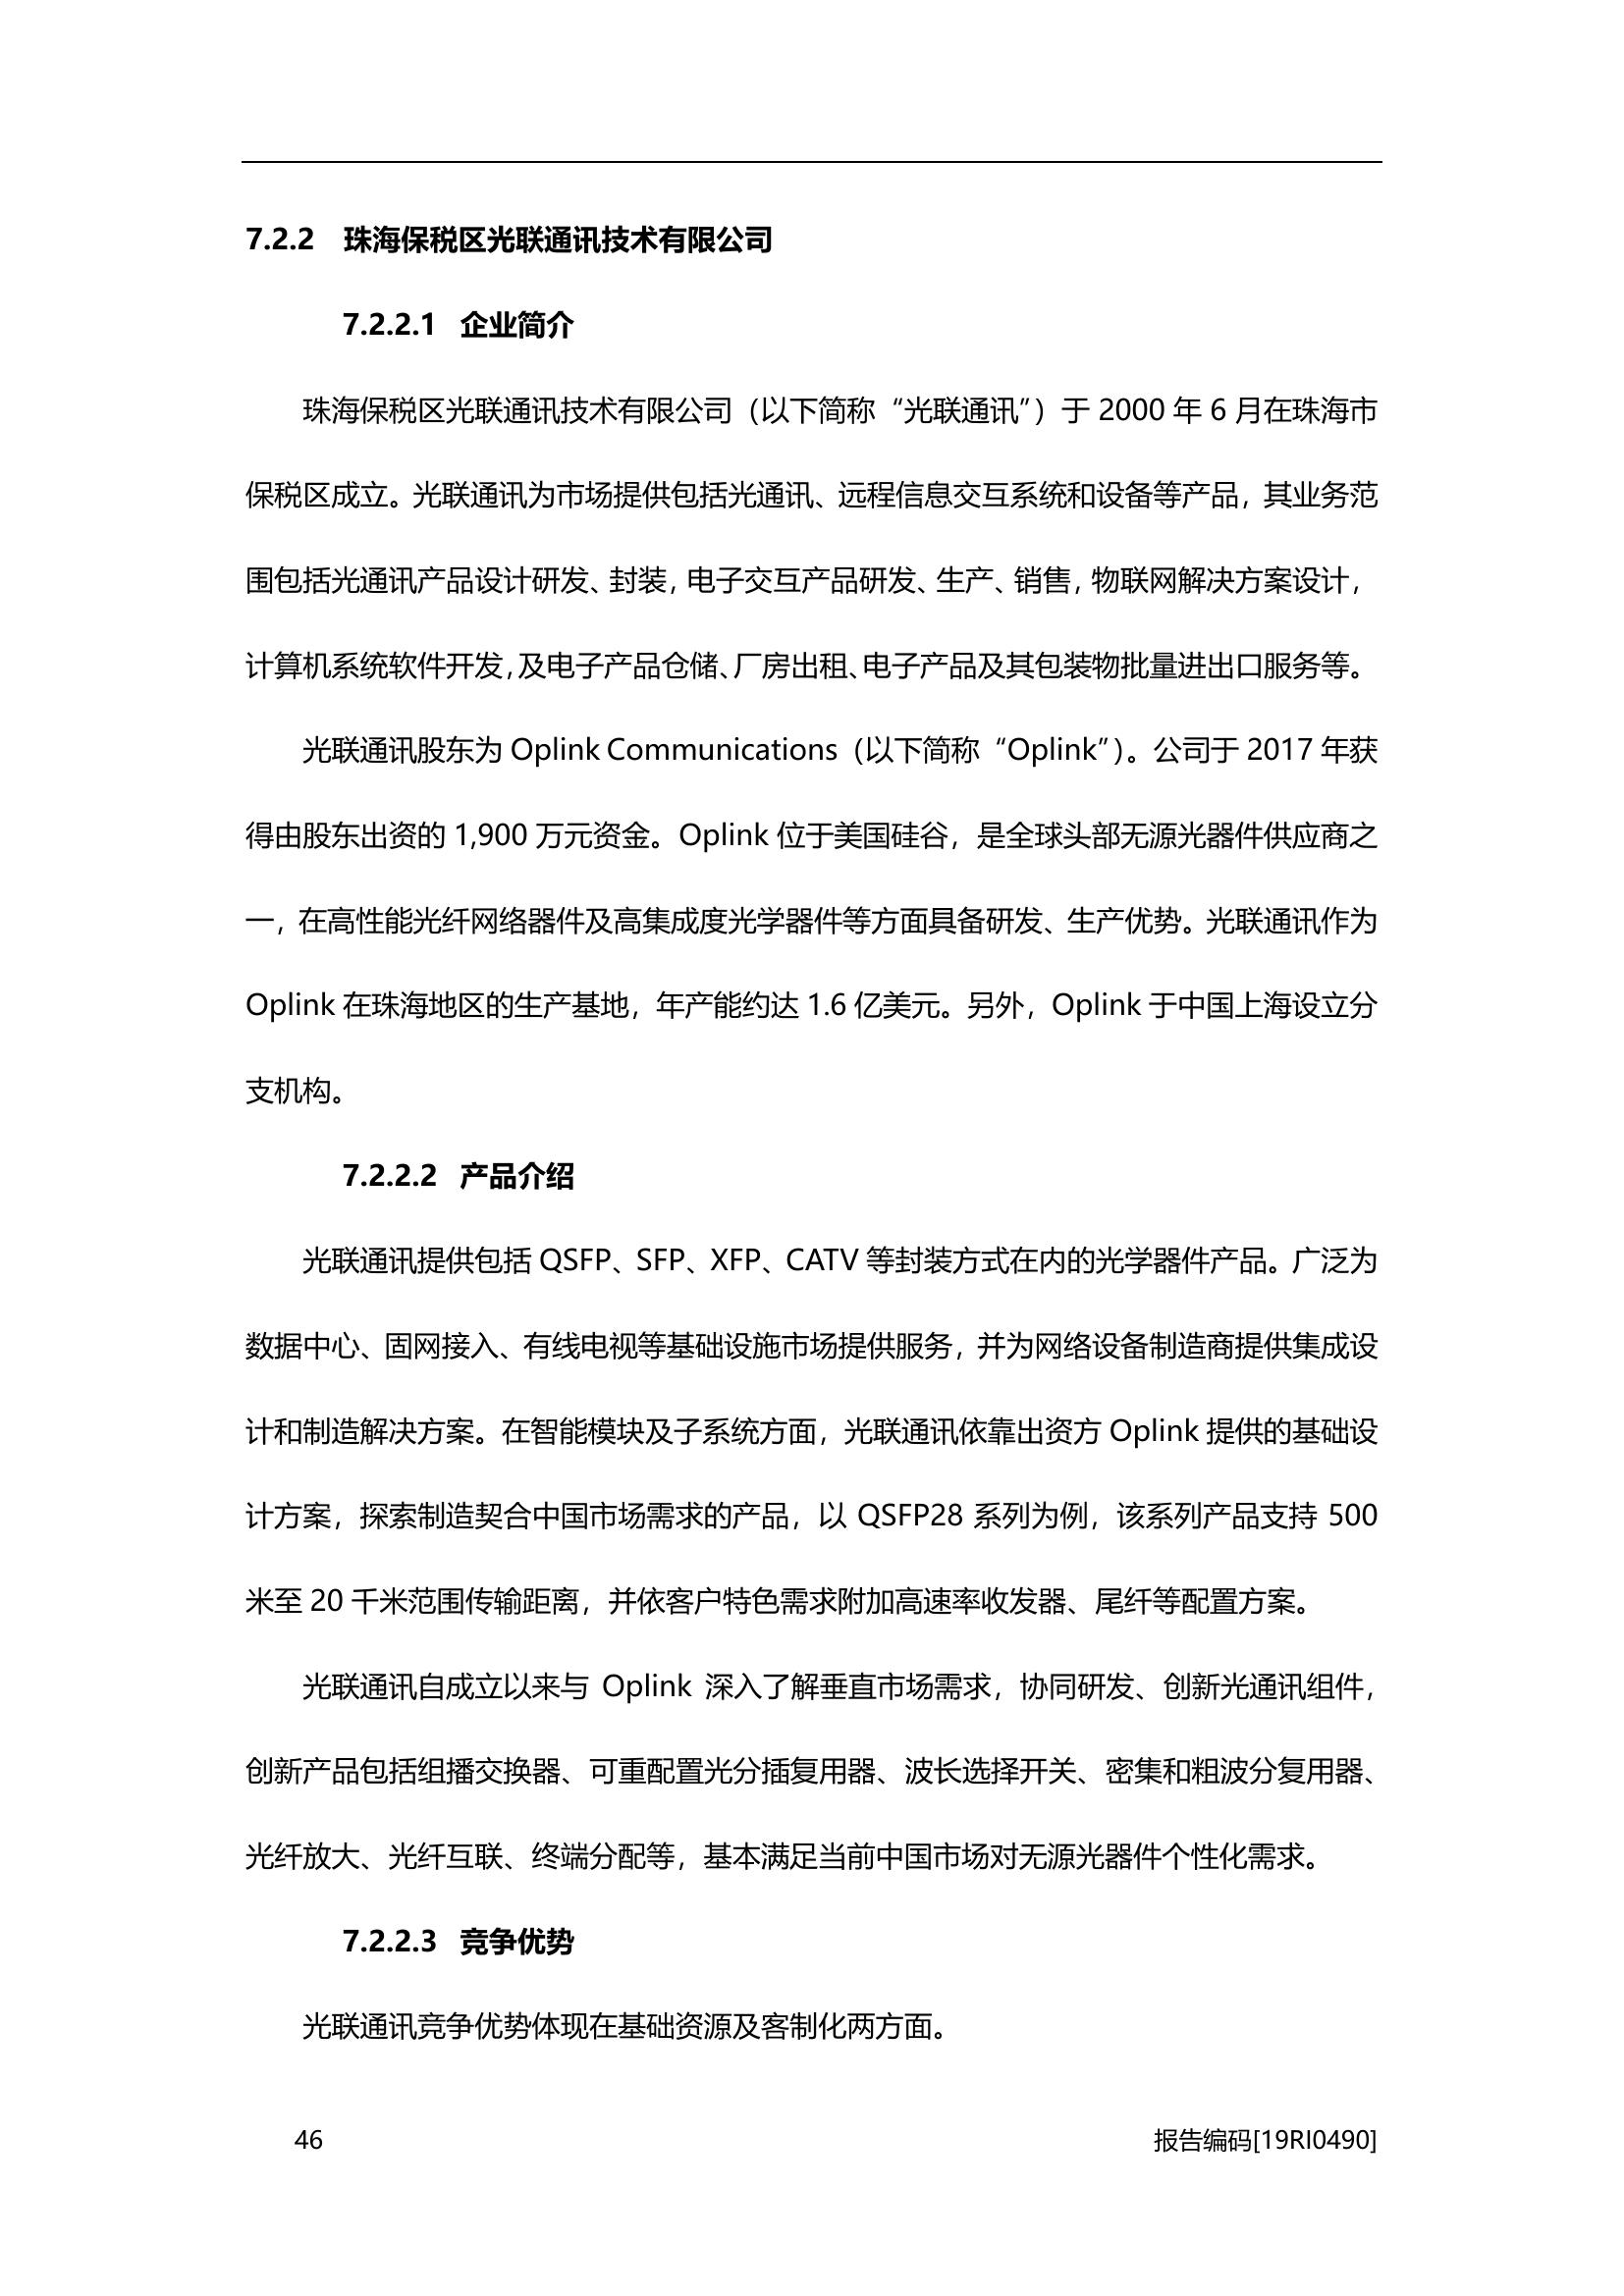 7.2.2 珠海保税区光联通讯技术有限公司
7.2.2.1 企业简介
珠海保税区光联通讯技术有限公司（以下简称“光联通讯”）于 2000 年 6 月在珠海市
保税区成立。光联通讯为市场提供包括光通讯、远程信息交互系统和设备等产品，其业务范
围包括光通讯产品设计研发、封装，电子交互产品研发、生产、销售，物联网解决方案设计，
计算机系统软件开发，及电子产品仓储、厂房出租、电子产品及其包装物批量进出口服务等。
光联通讯股东为 Oplink Communications（以下简称“Oplink”）。公司于 2017 年获
得由股东出资的 1,900 万元资金。Oplink 位于美国硅谷，是全球头部无源光器件供应商之
一，在高性能光纤网络器件及高集成度光学器件等方面具备研发、生产优势。光联通讯作为
Oplink 在珠海地区的生产基地，年产能约达 1.6 亿美元。另外，Oplink 于中国上海设立分
支机构。
7.2.2.2 产品介绍
光联通讯提供包括 QSFP、SFP、XFP、CATV 等封装方式在内的光学器件产品。广泛为
数据中心、固网接入、有线电视等基础设施市场提供服务，并为网络设备制造商提供集成设
计和制造解决方案。在智能模块及子系统方面，光联通讯依靠出资方 Oplink 提供的基础设
计方案，探索制造契合中国市场需求的产品，以 QSFP28 系列为例，该系列产品支持 500
米至 20 千米范围传输距离，并依客户特色需求附加高速率收发器、尾纤等配置方案。
光联通讯自成立以来与 Oplink 深入了解垂直市场需求，协同研发、创新光通讯组件，
创新产品包括组播交换器、可重配置光分插复用器、波长选择开关、密集和粗波分复用器、
光纤放大、光纤互联、终端分配等，基本满足当前中国市场对无源光器件个性化需求。
7.2.2.3 竞争优势
光联通讯竞争优势体现在基础资源及客制化两方面。
46 报告编码[19RI0490]